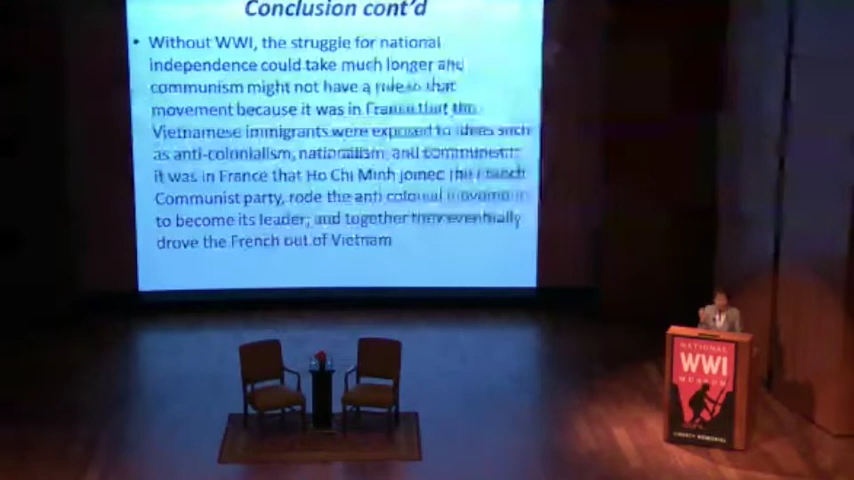 Conclusion cont'd
• Without WWI, the struggle for national
independence could take much longer and
communism might not have a role in that
movement because it was in France that the
Vietnamese immigrants were exposed to ideas such
as anti-colonialism, nationalism, and communism;
it was in France that Ho Chi Minh joined the French
Communist party, rode the anti colonial movement
to become its leader; and together they eventually
drove the French out of Vietnam
NATIONAL
WWI
MUSEUM
LIBERTY MEMORIAL